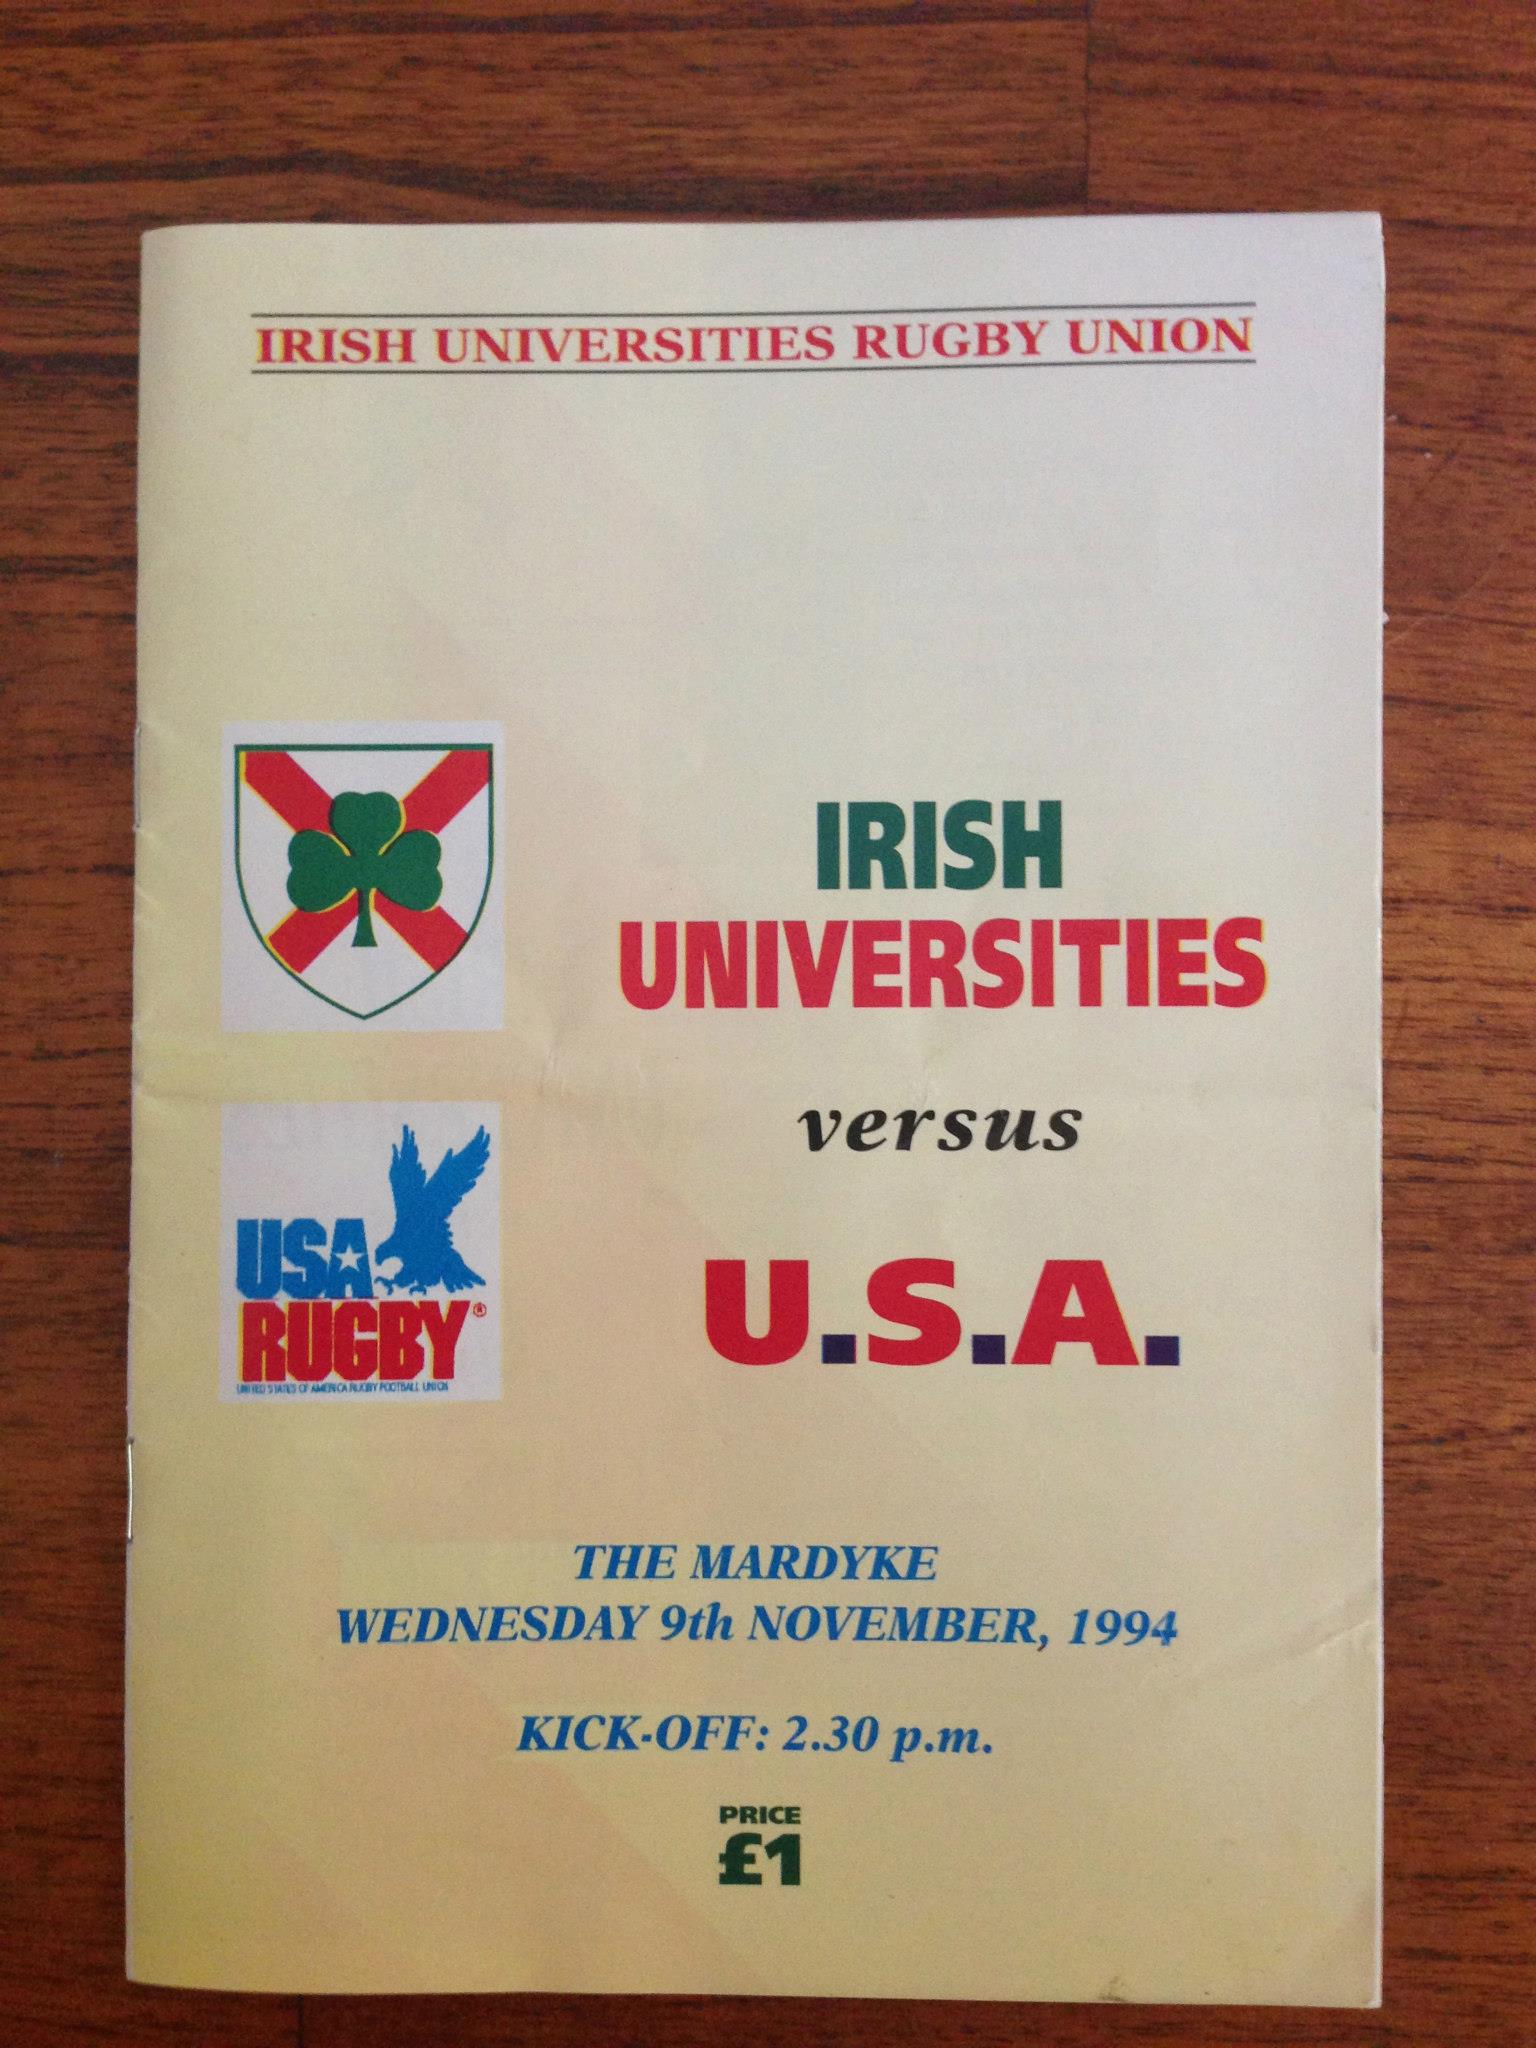 IRISH UNIVERSITIES RUGBY UNION
IRISH
UNIVERSITIES
versus
USA
RUGBY®
UNITED STATES OF AMERICA RUGBY FOOTBALL UNION
U.S.A.
THE MARDYKE
WEDNESDAY 9th NOVEMBER, 1994
KICK-OFF: 2.30 p.m.
PRICE
£1